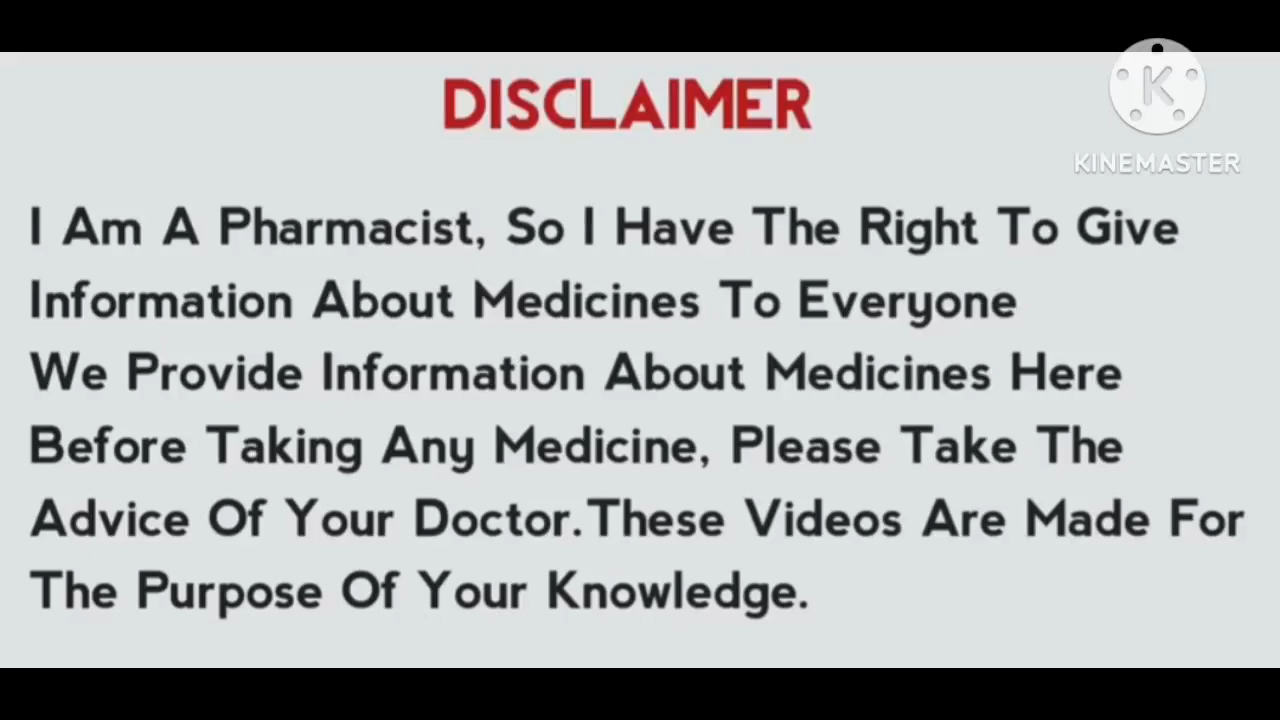 DISCLAIMER
K
KINEMASTER
I Am A Pharmacist, So I Have The Right To Give
Information About Medicines To Everyone
We Provide Information About Medicines Here
Before Taking Any Medicine, Please Take The
Advice Of Your Doctor.These Videos Are Made For
The Purpose Of Your Knowledge.